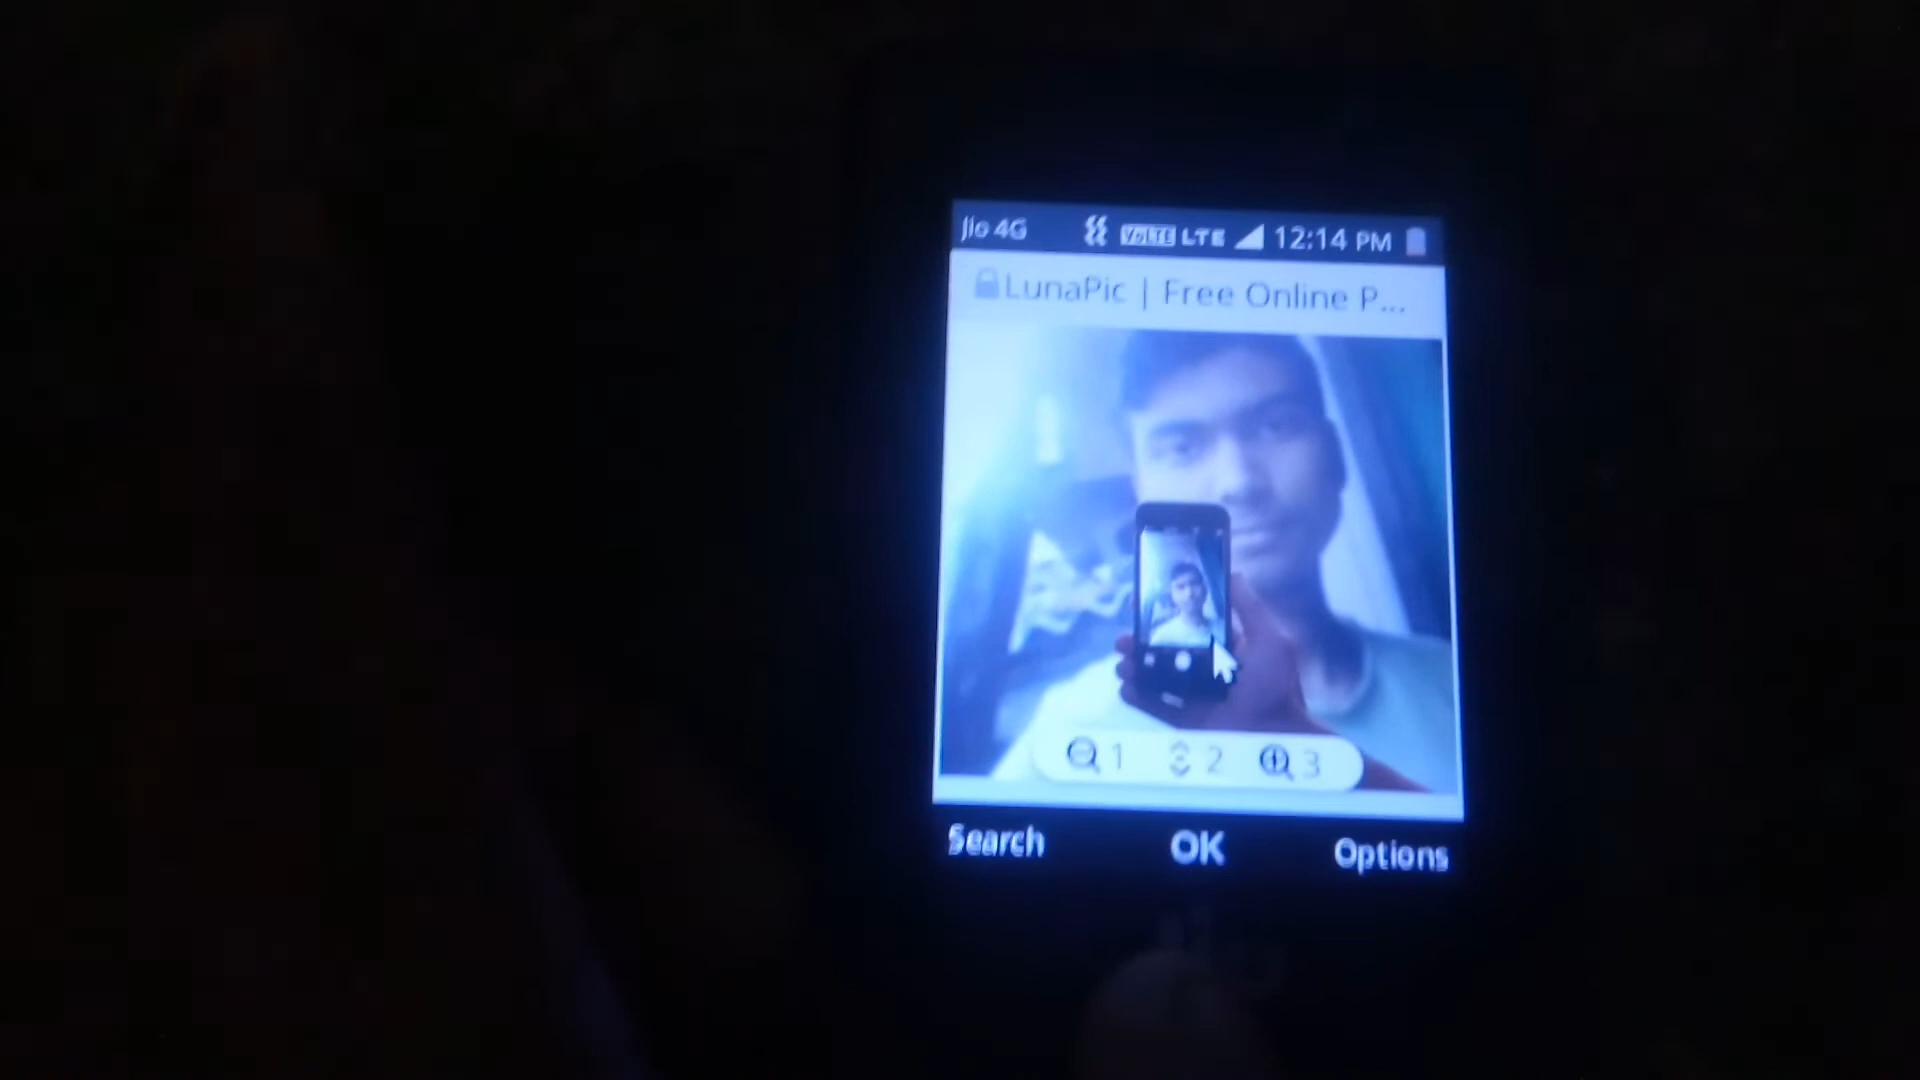 Jio 4G VoLTE LTE 12:14 PM
LunaPic | Free Online P...
1 2 3
Search OK Options